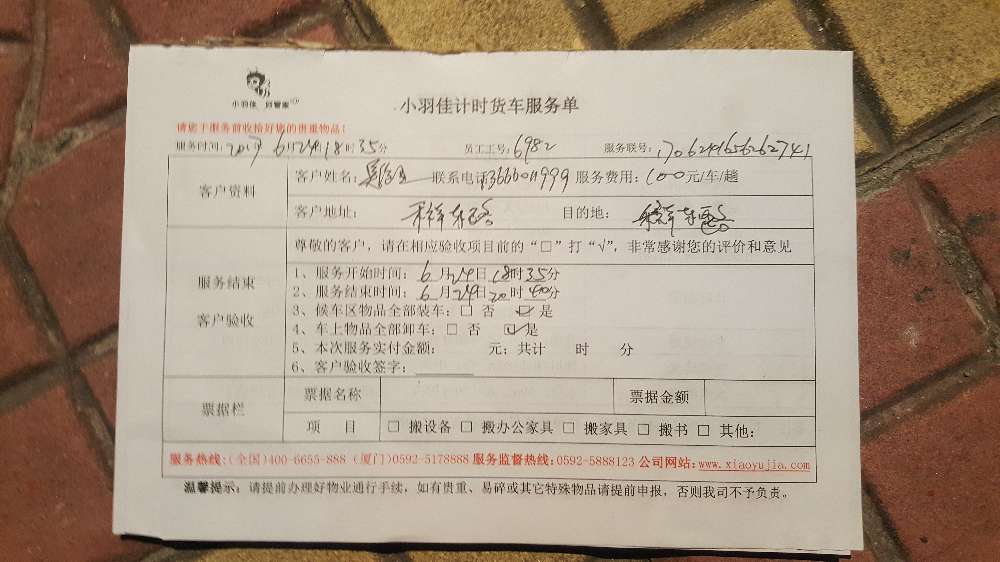 小羽佳 好管家
小羽佳计时货车服务单
请您于服务前收拾好您的贵重物品!
服务时间: 2017 6月24 18时35分 员工工号: 6982 服务联号: 1706241656262741
客户资料
客户姓名: 联系电话 13666011999 服务费用: 100元/车/趟
客户地址: 祥东路 目的地: 祥东路
尊敬的客户,请在相应验收项目前的“□”打“√”,非常感谢您的评价和意见
服务结束
客户验收
1、服务开始时间: 6月24日18时35分
2、服务结束时间: 6月24日20时40分
3、候车区物品全部装车: □ 否 ☑是
4、车上物品全部卸车: □ 否 ☑是
5、本次服务实付金额: 元; 共计 时 分
6、客户验收签字:
票据栏
票据名称 票据金额
项 目 □ 搬设备 □ 搬办公家具 □ 搬家具 □ 搬书 □ 其他:
服务热线:(全国)400-6655-888 (厦门)0592-5178888 服务监督热线:0592-5888123 公司网站:www.xiaoyujia.com
温馨提示: 请提前办理好物业通行手续, 如有贵重、易碎或其它特殊物品请提前申报, 否则我司不予负责。